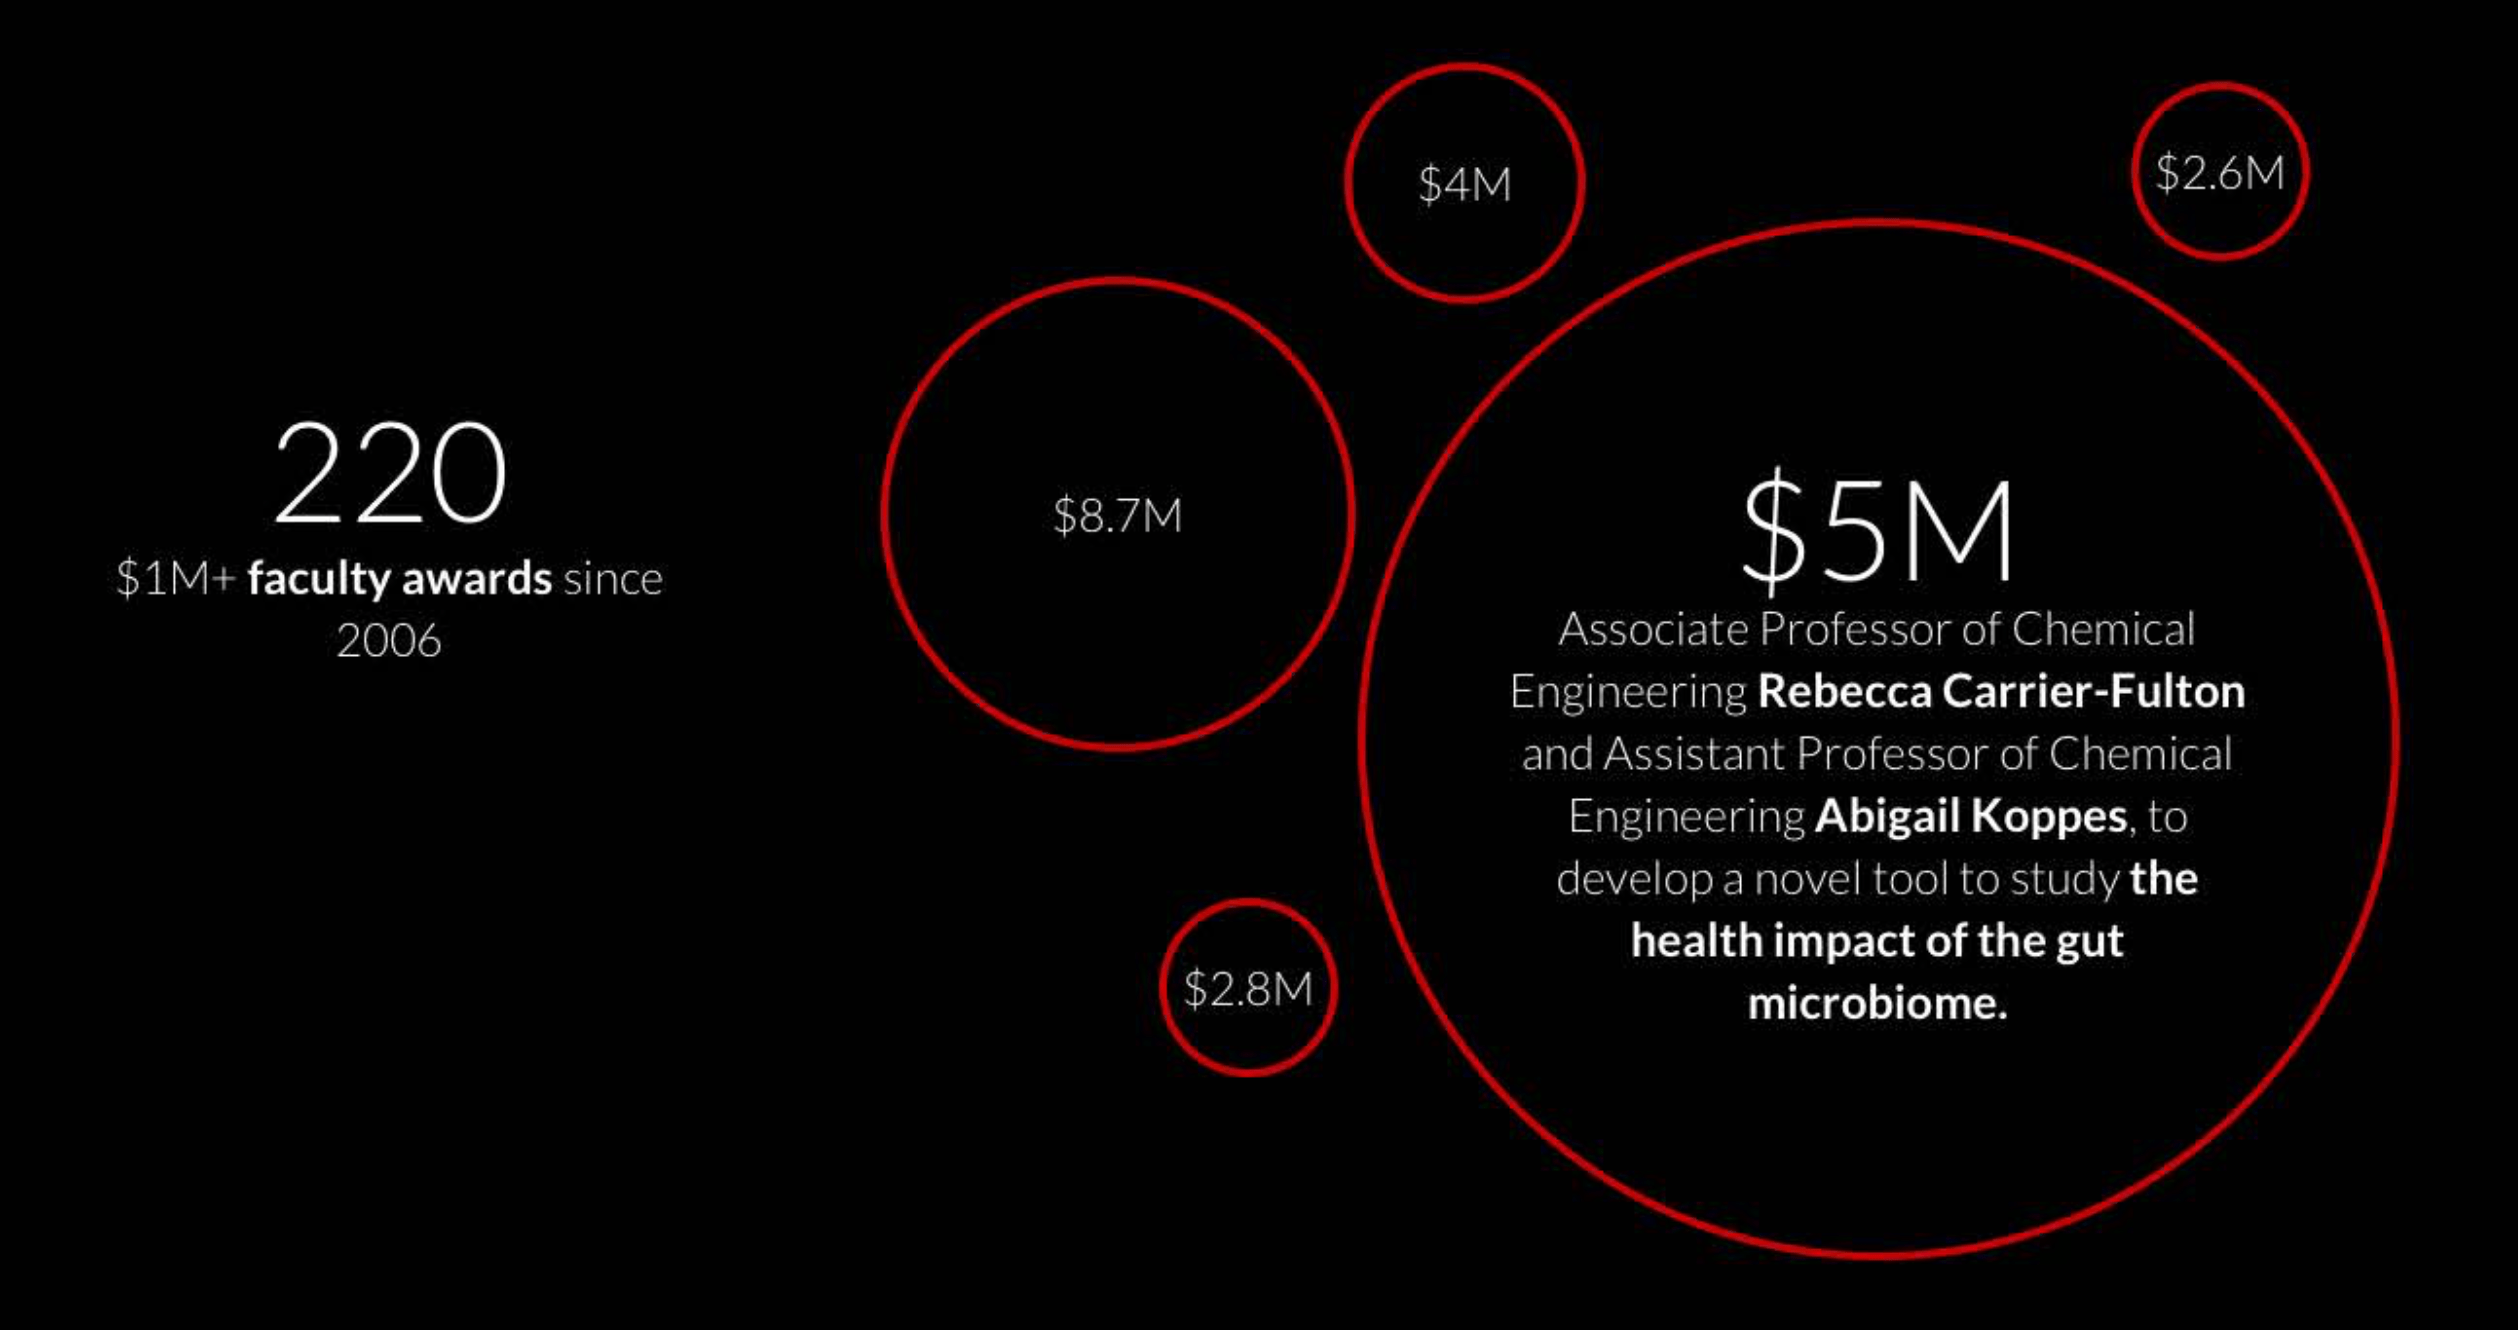 220
$1M+ faculty awards since
2006
$4M
$2.6M
$8.7M
$2.8M
$5M
Associate Professor of Chemical
Engineering Rebecca Carrier-Fulton
and Assistant Professor of Chemical
Engineering Abigail Koppes, to
develop a novel tool to study the
health impact of the gut
microbiome.